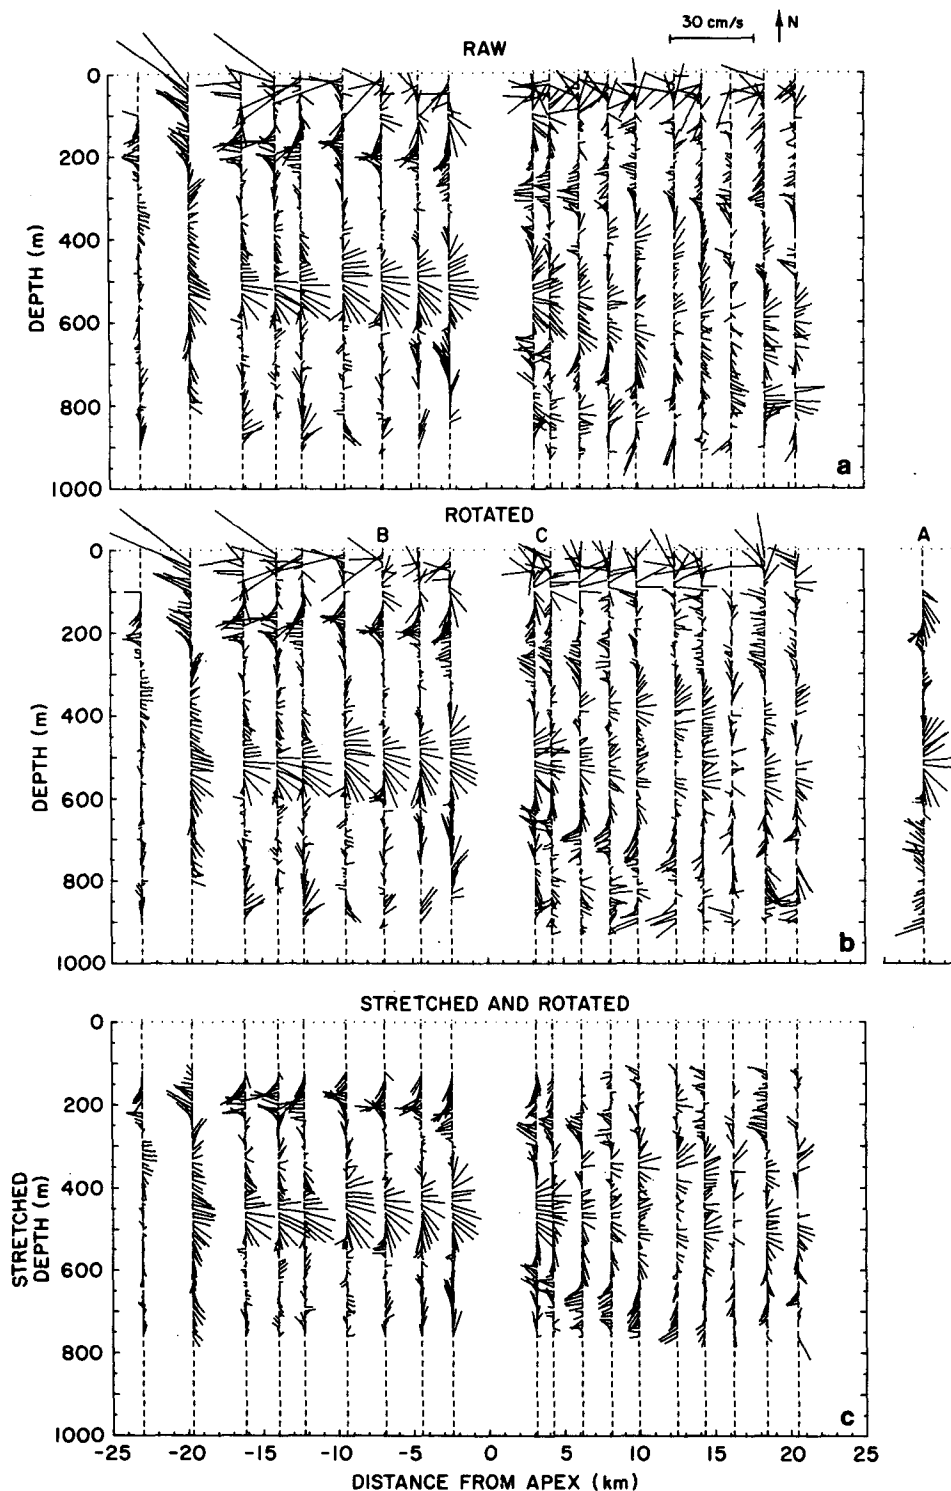 30 cm/s
N
RAW
0
200
400
600
800
1000
DEPTH (m)
a
ROTATED
B
C
A
0
200
400
600
800
1000
DEPTH (m)
b
STRETCHED AND ROTATED
0
200
400
600
800
1000
STRETCHED
DEPTH (m)
c
-25 -20 -15 -10 -5 0 5 10 15 20 25
DISTANCE FROM APEX (km)